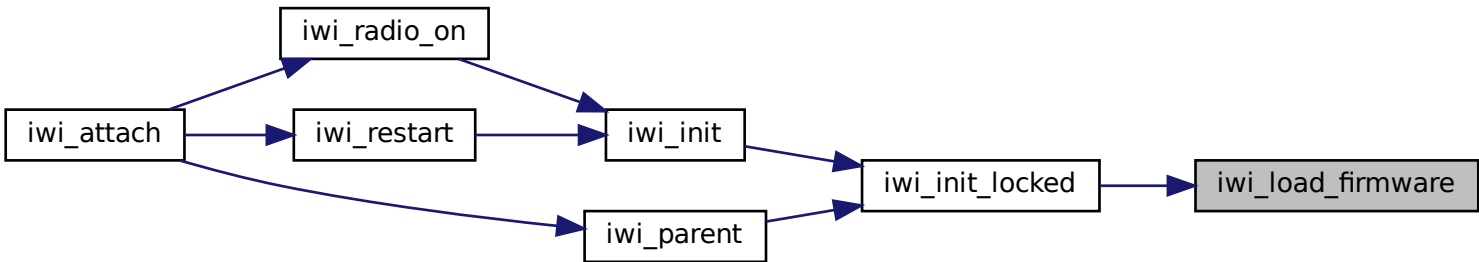 iwi_radio_on
iwi_attach
iwi_restart
iwi_init
iwi_init_locked
iwi_load_firmware
iwi_parent